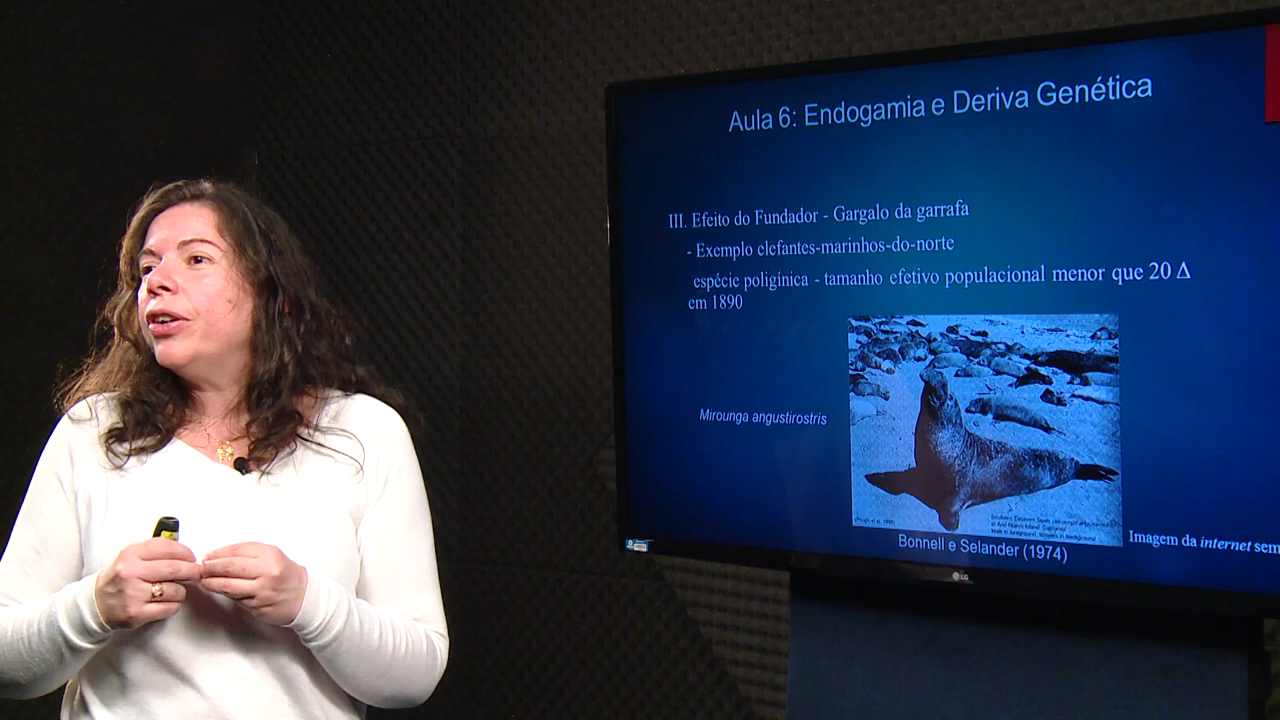 Aula 6: Endogamia e Deriva Genética
III. Efeito do Fundador - Gargalo da garrafa
- Exemplo elefantes-marinhos-do-norte
espécie poligínica - tamanho efetivo populacional menor que 20 Δ
em 1890
Mirounga angustirostris
Bonnell e Selander (1974)
Imagem da internet sem
LG